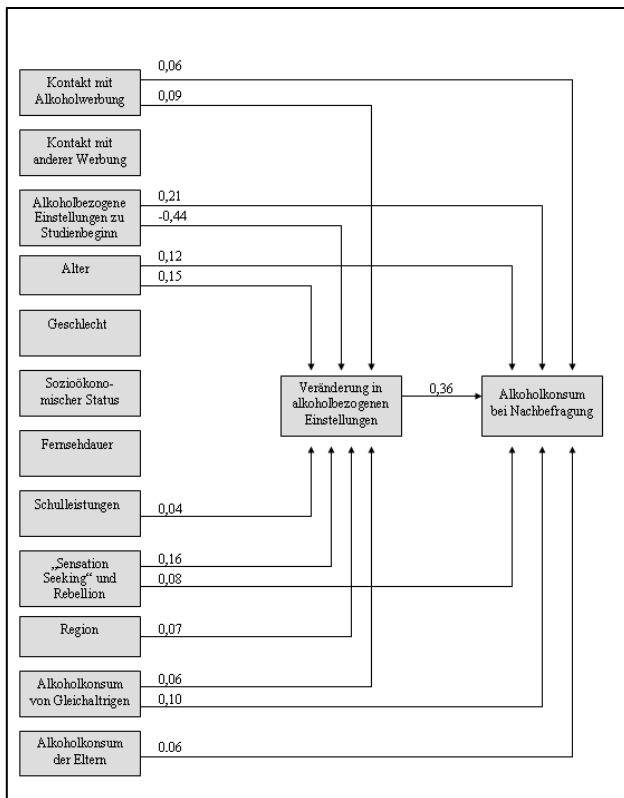 0,06
Kontakt mit
Alkoholwerbung
0,09
Kontakt mit
anderer Werbung
Alkoholbezogene
Einstellungen zu
Studienbeginn
0,21
-0,44
Alter
0,12
0,15
Geschlecht
Sozioökono-
mischer Status
Veränderung in
alkoholbezogenen
Einstellungen
0,36
Alkoholkonsum
bei Nachbefragung
Fernsehdauer
Schulleistungen
0,04
„Sensation
Seeking“ und
Rebellion
0,16
0,08
Region
0,07
Alkoholkonsum
von Gleichaltrigen
0,06
0,10
Alkoholkonsum
der Eltern
0.06